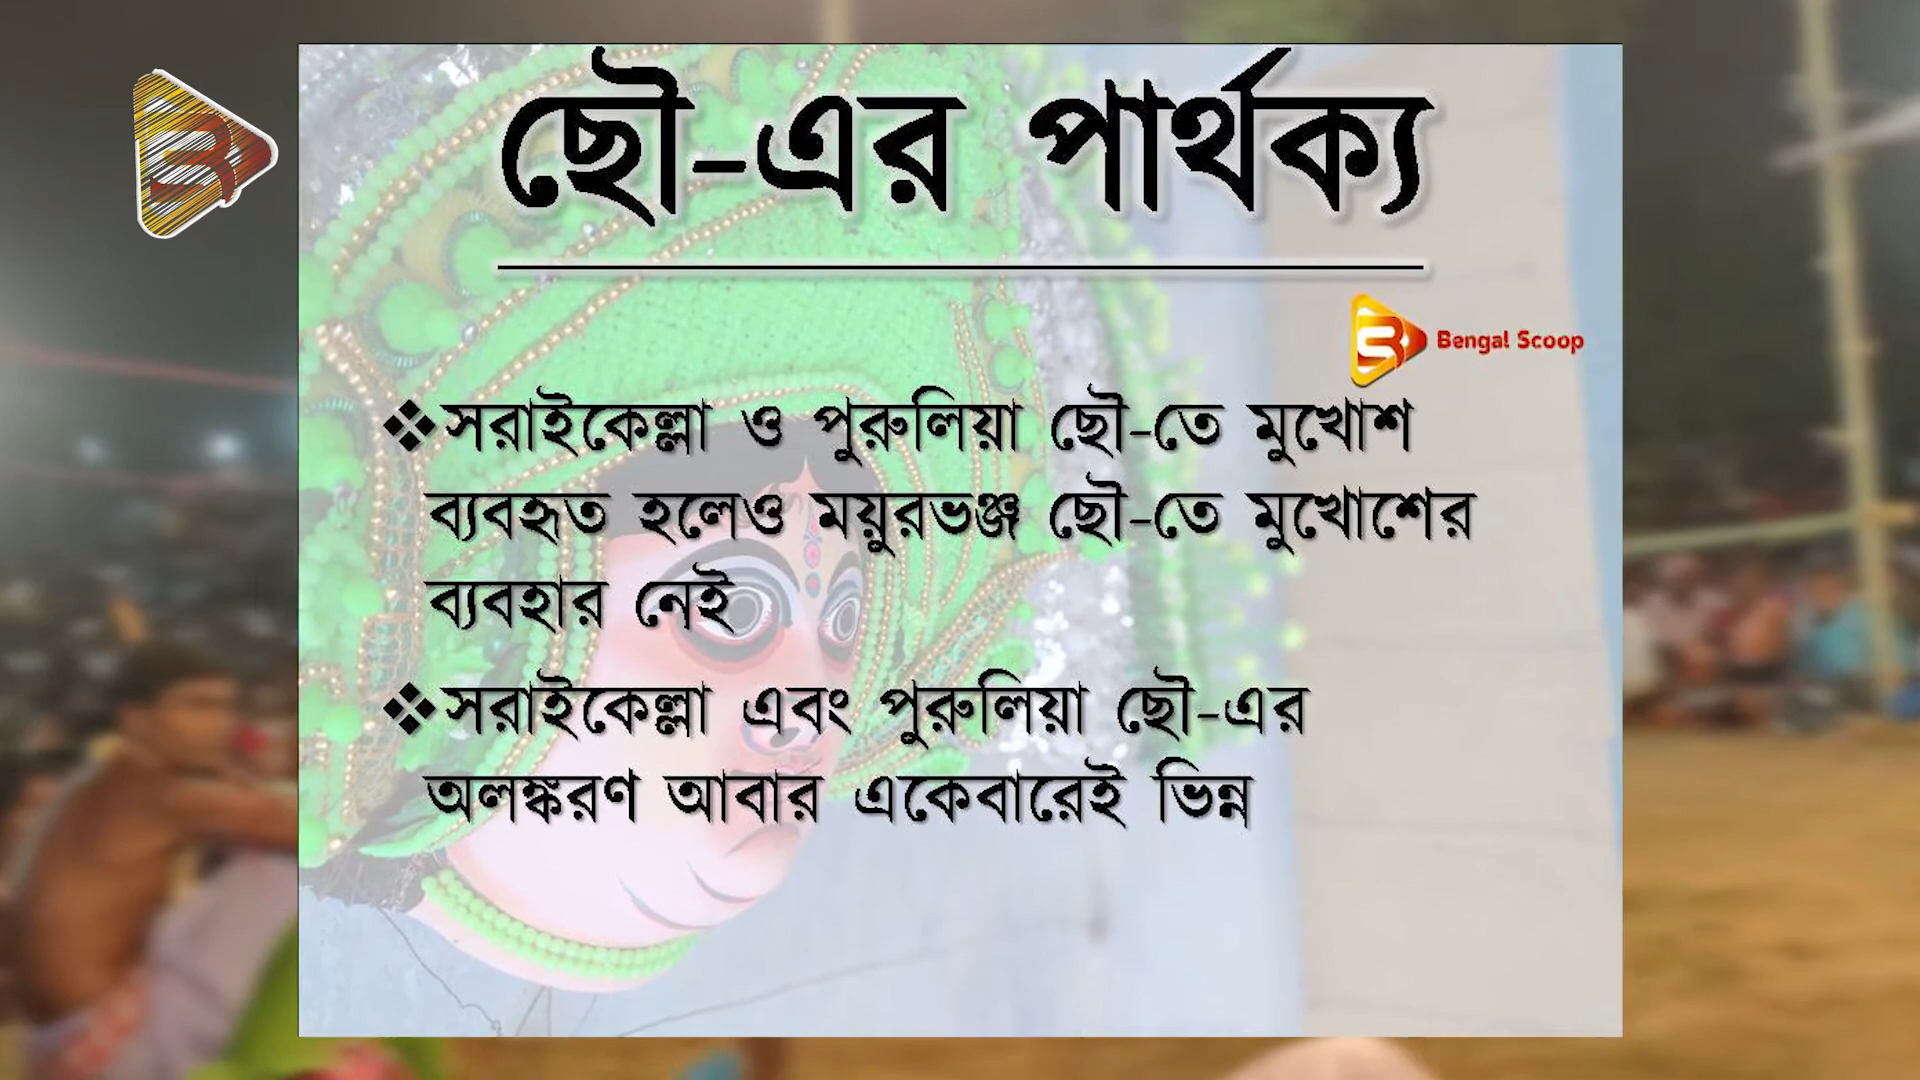 ছৌ-এর পার্থক্য
Bengal Scoop
❖সরাইকেল্লা ও পুরুলিয়া ছৌ-তে মুখোশ
ব্যবহৃত হলেও ময়ুরভঞ্জ ছৌ-তে মুখোশের
ব্যবহার নেই
❖সরাইকেল্লা এবং পুরুলিয়া ছৌ-এর
অলঙ্করণ আবার একেবারেই ভিন্ন